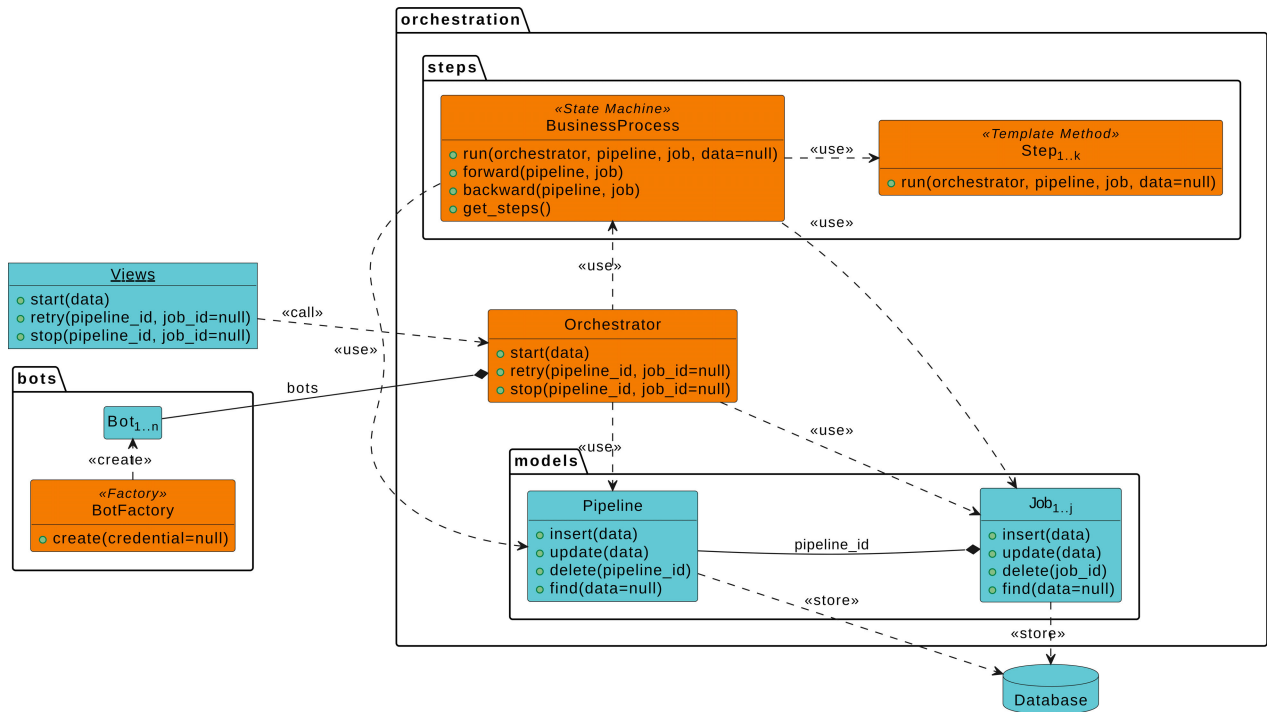 orchestration
steps
«State Machine»
BusinessProcess
run(orchestrator, pipeline, job, data=null)
forward(pipeline, job)
backward(pipeline, job)
get_steps()
«use»
«Template Method»
Step1..k
run(orchestrator, pipeline, job, data=null)
«use»
«use»
Views
start(data)
retry(pipeline_id, job_id=null)
stop(pipeline_id, job_id=null)
«call»
Orchestrator
start(data)
retry(pipeline_id, job_id=null)
stop(pipeline_id, job_id=null)
«use»
bots
bots
Bot1..n
«create»
«Factory»
BotFactory
create(credential=null)
«use»
«use»
models
Pipeline
insert(data)
update(data)
delete(pipeline_id)
find(data=null)
pipeline_id
Job1..j
insert(data)
update(data)
delete(job_id)
find(data=null)
«store»
«store»
Database